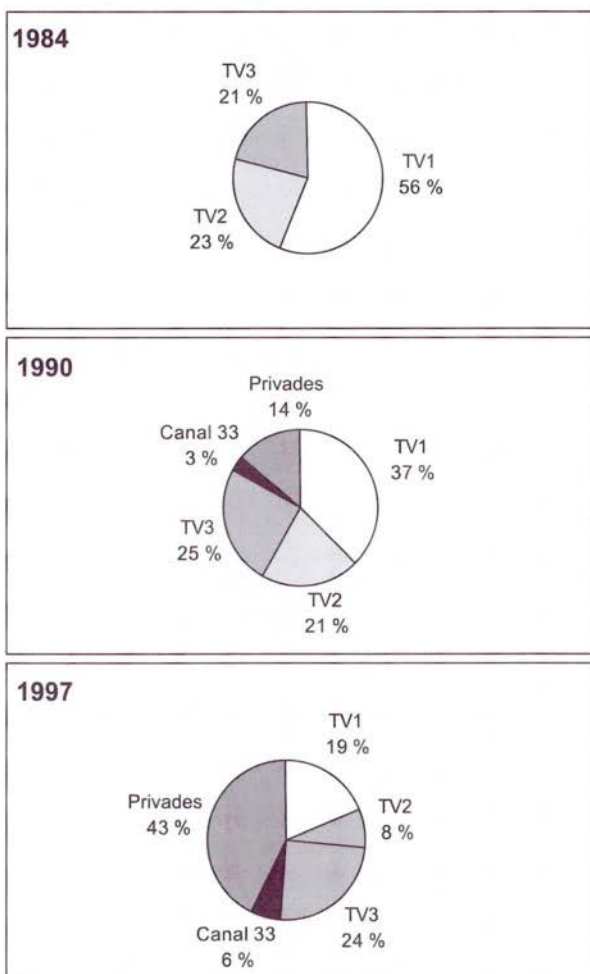 1984
TV3
21 %
TV1
56 %
TV2
23 %
1990
Privades
14 %
Canal 33
3 %
TV1
37 %
TV3
25 %
TV2
21 %
1997
TV1
19 %
Privades
43 %
TV2
8 %
TV3
24 %
Canal 33
6 %